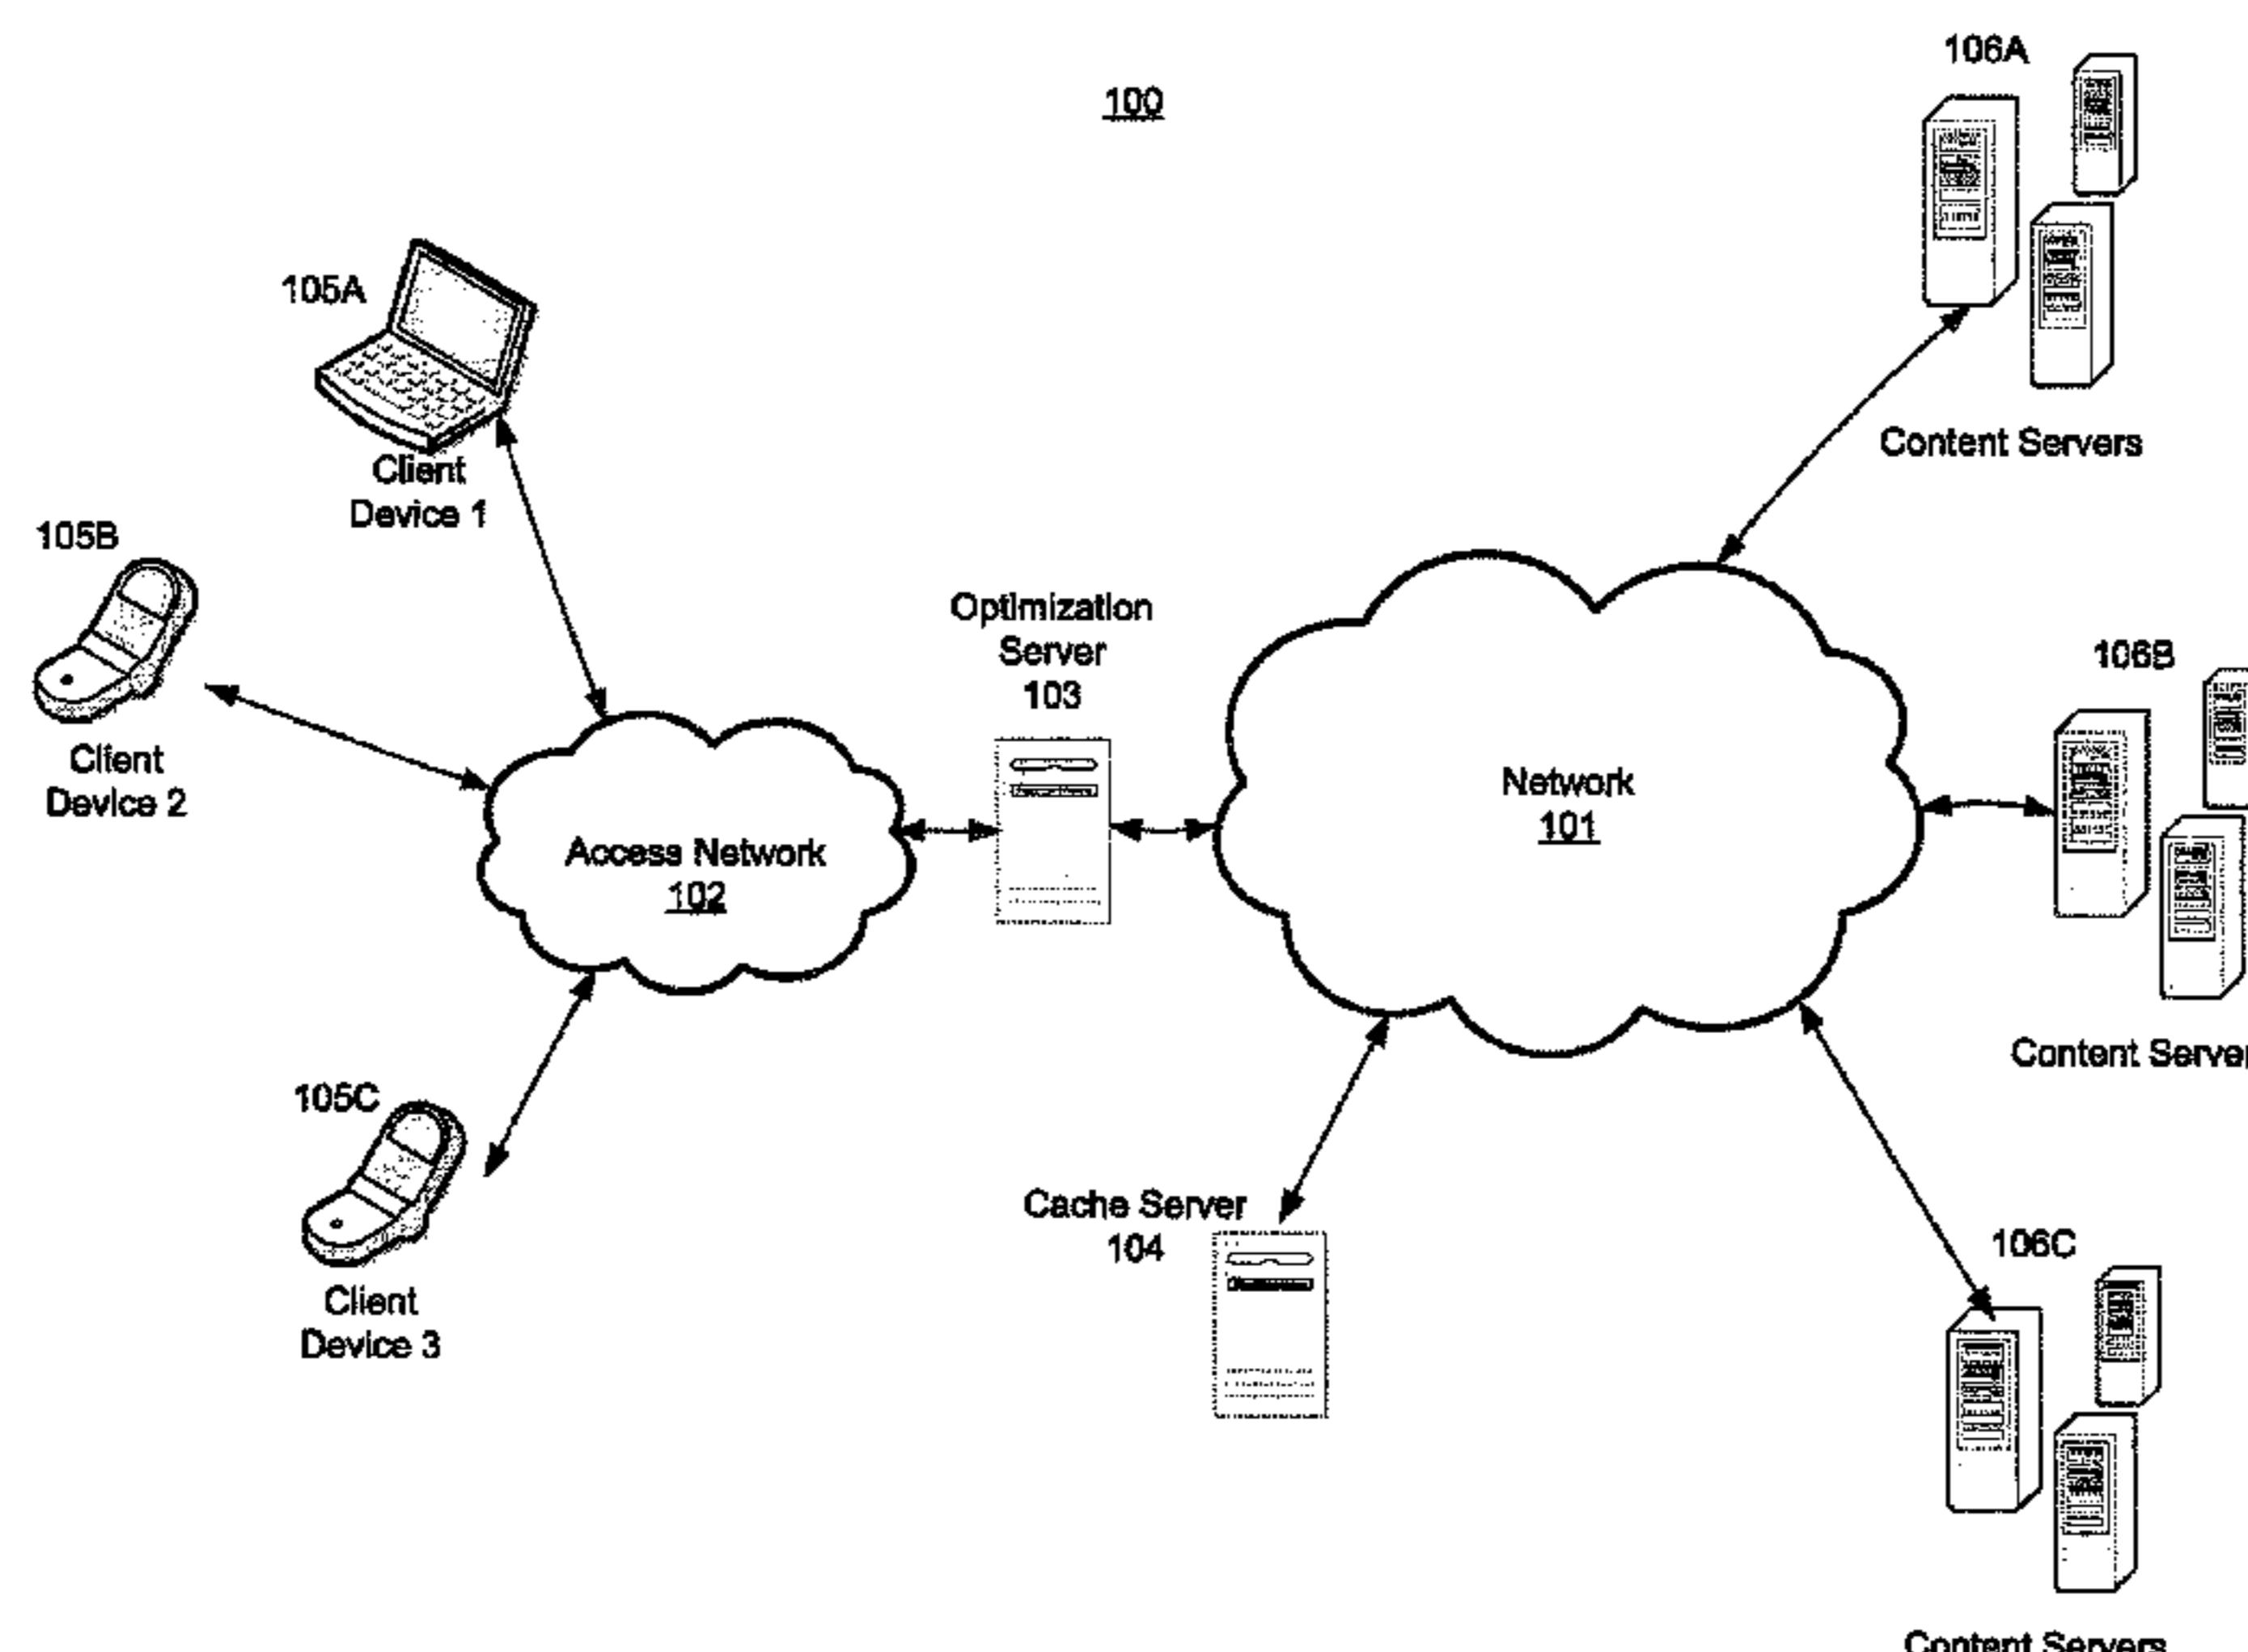 100
106A
Content Servers
105A
Client
Device 1
105B
Client
Device 2
Optimization
Server
103
Network
101
106B
Content Server
Access Network
102
105C
Client
Device 3
Cache Server
104
106C
Content Servers